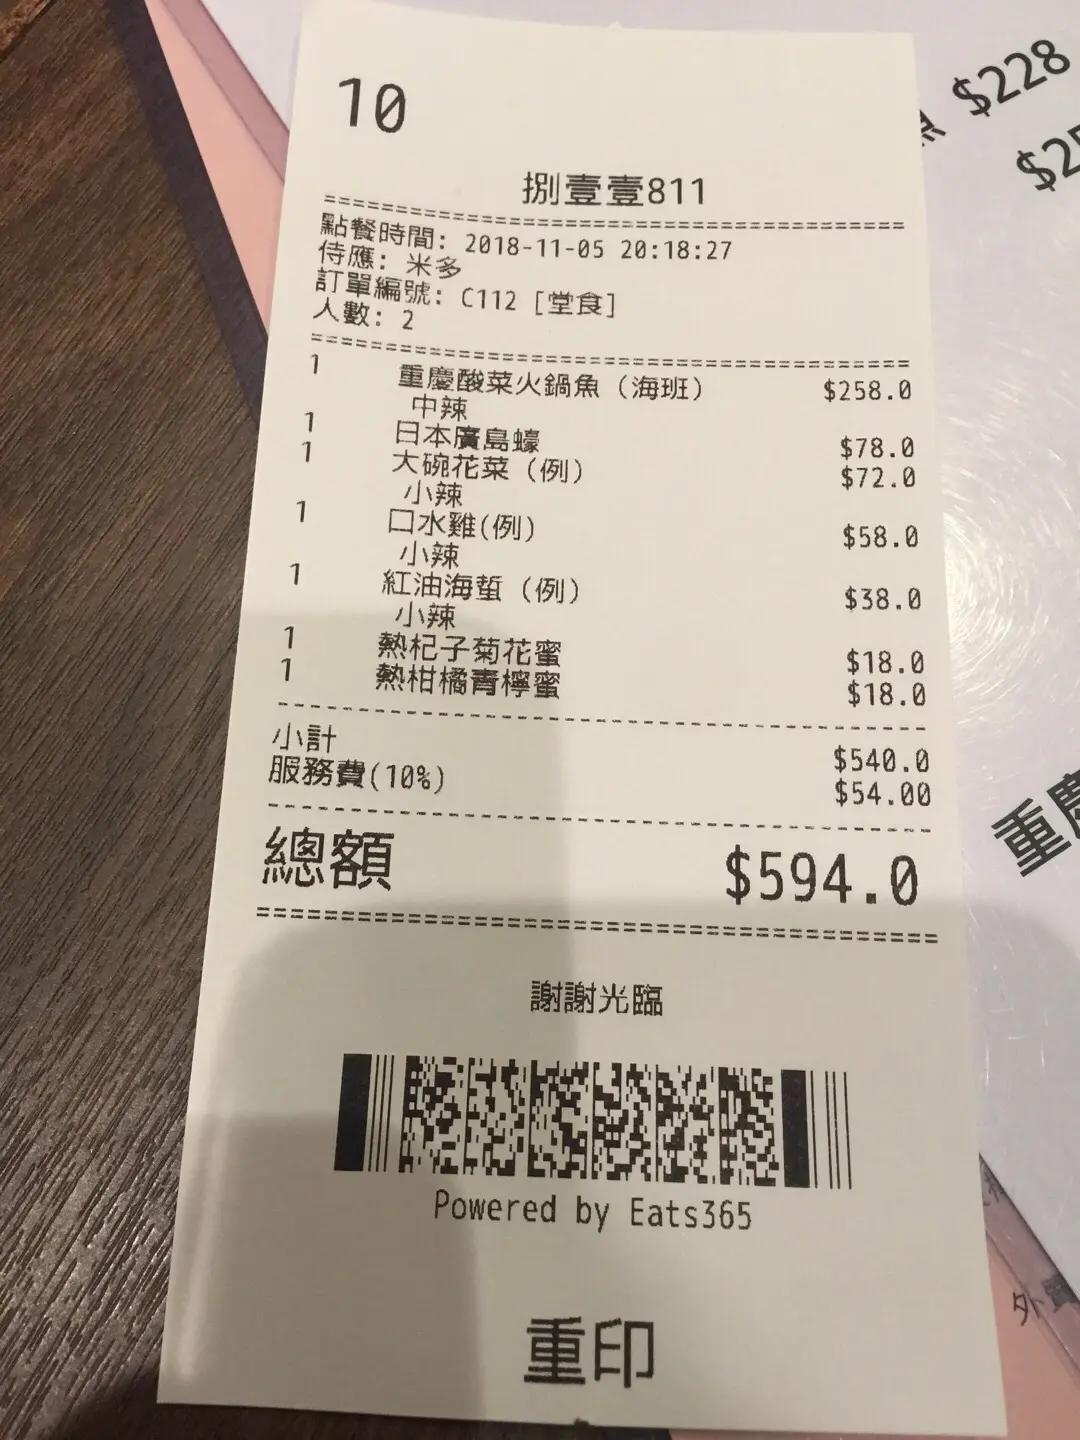 10
捌壹壹811
點餐時間: 2018-11-05 20:18:27
侍應: 米多
訂單編號: C112 [堂食]
人數: 2
1 重慶酸菜火鍋魚 (海班) $258.0
中辣
1 日本廣島蠔 $78.0
1 大碗花菜 (例) $72.0
小辣
1 口水雞(例) $58.0
小辣
1 紅油海蜇 (例) $38.0
小辣
1 熱杞子菊花蜜 $18.0
1 熱柑橘青檸蜜 $18.0
小計 $540.0
服務費(10%) $54.00
總額 $594.0
謝謝光臨
Powered by Eats365
重印
$228
重慶
外賣